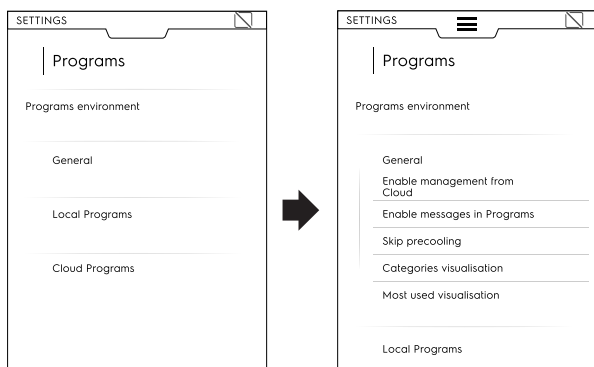 SETTINGS
Programs
Programs environment
General
Local Programs
Cloud Programs
SETTINGS
Programs
Programs environment
General
Enable management from
Cloud
Enable messages in Programs
Skip precooling
Categories visualisation
Most used visualisation
Local Programs